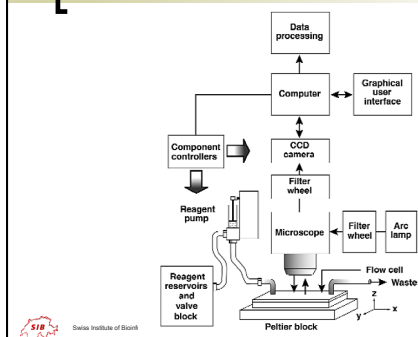 Data
processing
Computer
Graphical
user
interface
Component
controllers
CCD
camera
Filter
wheel
Reagent
pump
Microscope
Filter
wheel
Arc
lamp
Flow cell
Waste
Reagent
reservoirs
and
valve
block
Peltier block
z
x
y
SIB
Swiss Institute of Bioinf